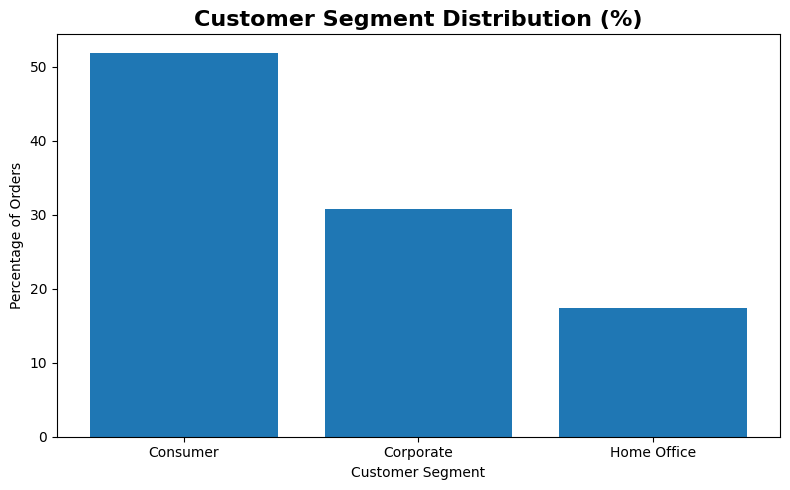 Customer Segment Distribution (%)
Percentage of Orders
50
40
30
20
10
0
Consumer Corporate Home Office
Customer Segment